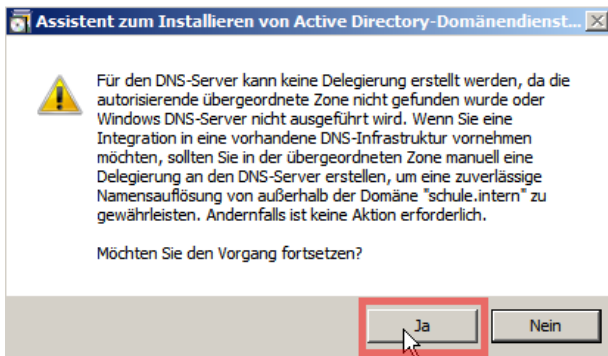 Assistent zum Installieren von Active Directory-Domänendienst...
Für den DNS-Server kann keine Delegierung erstellt werden, da die
autorisierende übergeordnete Zone nicht gefunden wurde oder
Windows DNS-Server nicht ausgeführt wird. Wenn Sie eine
Integration in eine vorhandene DNS-Infrastruktur vornehmen
möchten, sollten Sie in der übergeordneten Zone manuell eine
Delegierung an den DNS-Server erstellen, um eine zuverlässige
Namensauflösung von außerhalb der Domäne "schule.intern" zu
gewährleisten. Andernfalls ist keine Aktion erforderlich.
Möchten Sie den Vorgang fortsetzen?
Ja
Nein